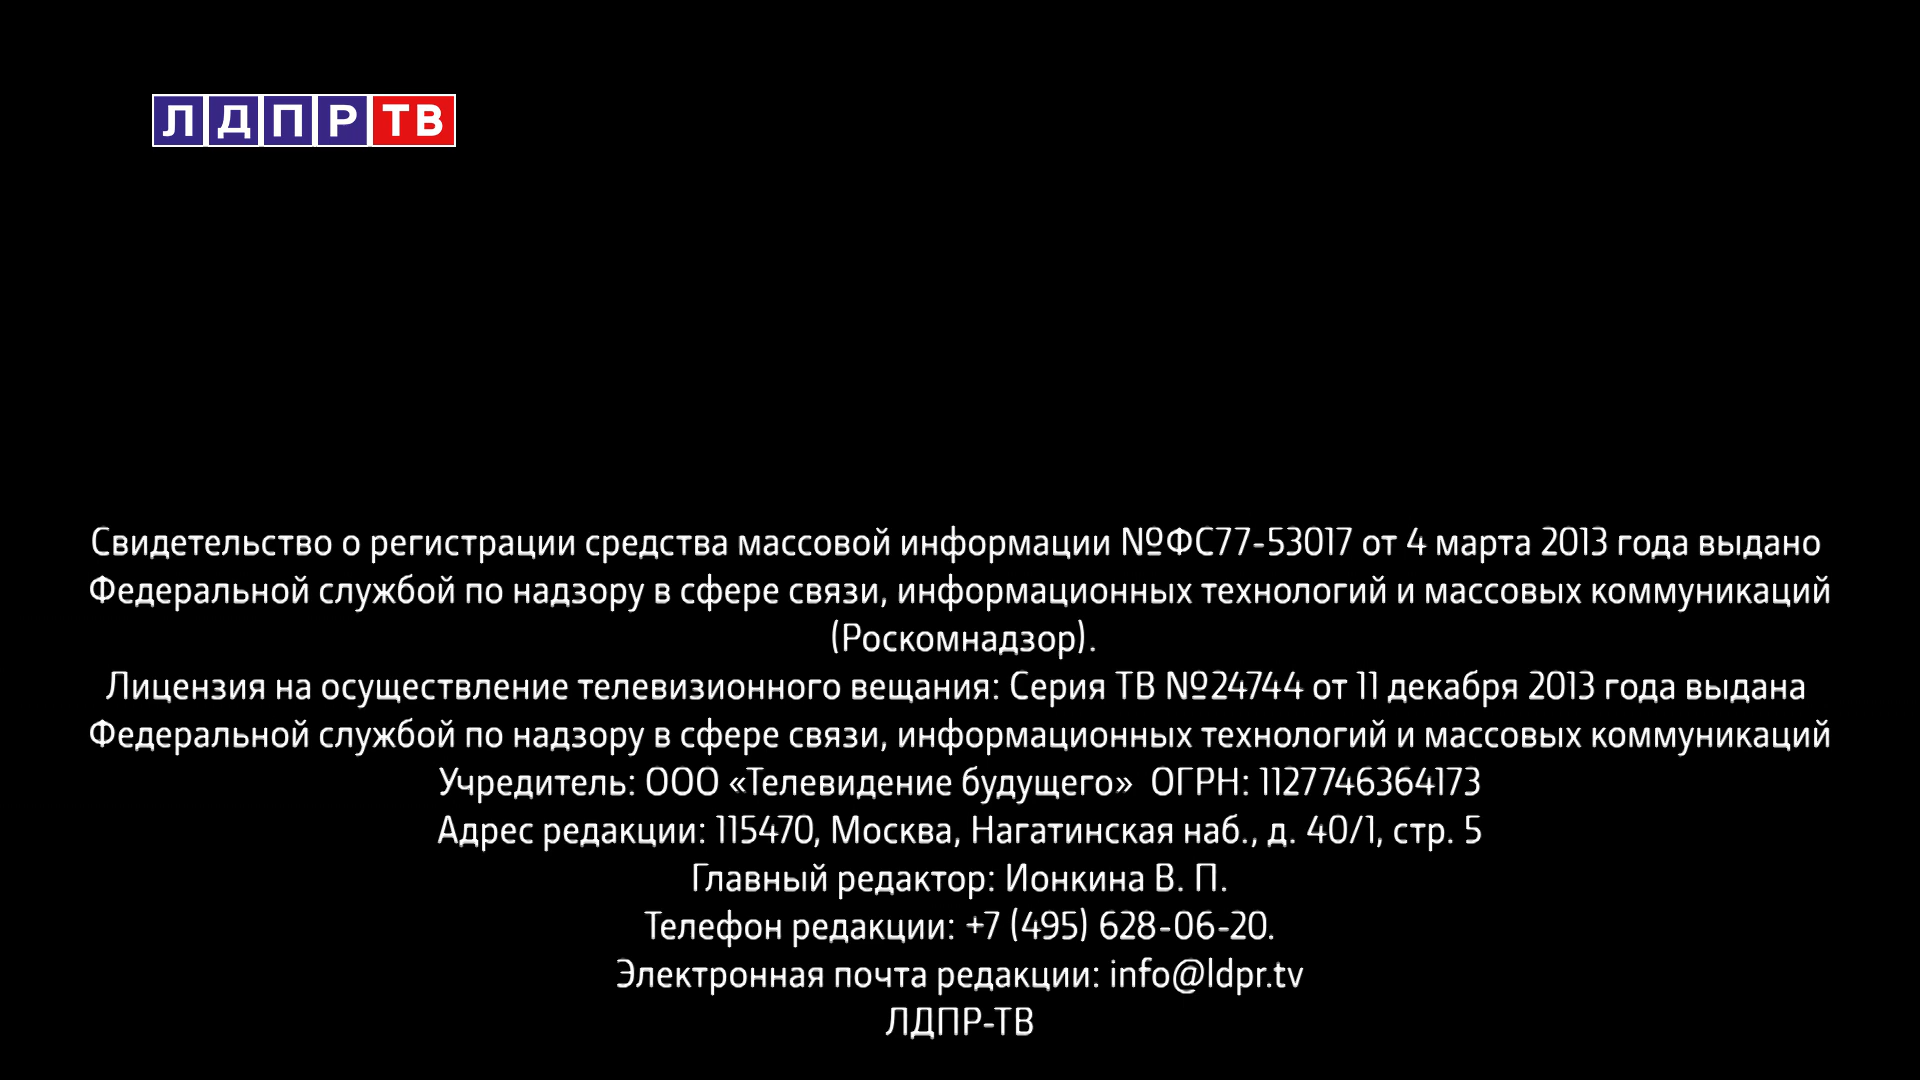 ЛДПР ТВ
Свидетельство о регистрации средства массовой информации №ФС77-53017 от 4 марта 2013 года выдано
Федеральной службой по надзору в сфере связи, информационных технологий и массовых коммуникаций
(Роскомнадзор).
Лицензия на осуществление телевизионного вещания: Серия ТВ №24744 от 11 декабря 2013 года выдана
Федеральной службой по надзору в сфере связи, информационных технологий и массовых коммуникаций
Учредитель: ООО «Телевидение будущего»  ОГРН: 1127746364173
Адрес редакции: 115470, Москва, Нагатинская наб., д. 40/1, стр. 5
Главный редактор: Ионкина В. П.
Телефон редакции: +7 (495) 628-06-20.
Электронная почта редакции: info@ldpr.tv
ЛДПР-ТВ